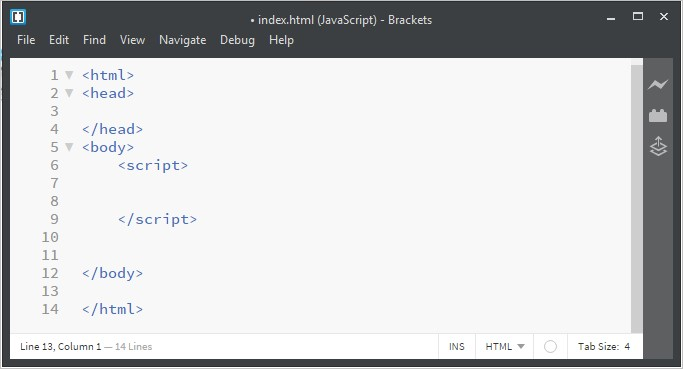 • index.html (JavaScript) - Brackets
File Edit Find View Navigate Debug Help
1 <html>
2 <head>
3
4 </head>
5 <body>
6 <script>
7
8
9 </script>
10
11
12 </body>
13
14 </html>
Line 13, Column 1 — 14 Lines INS HTML Tab Size: 4